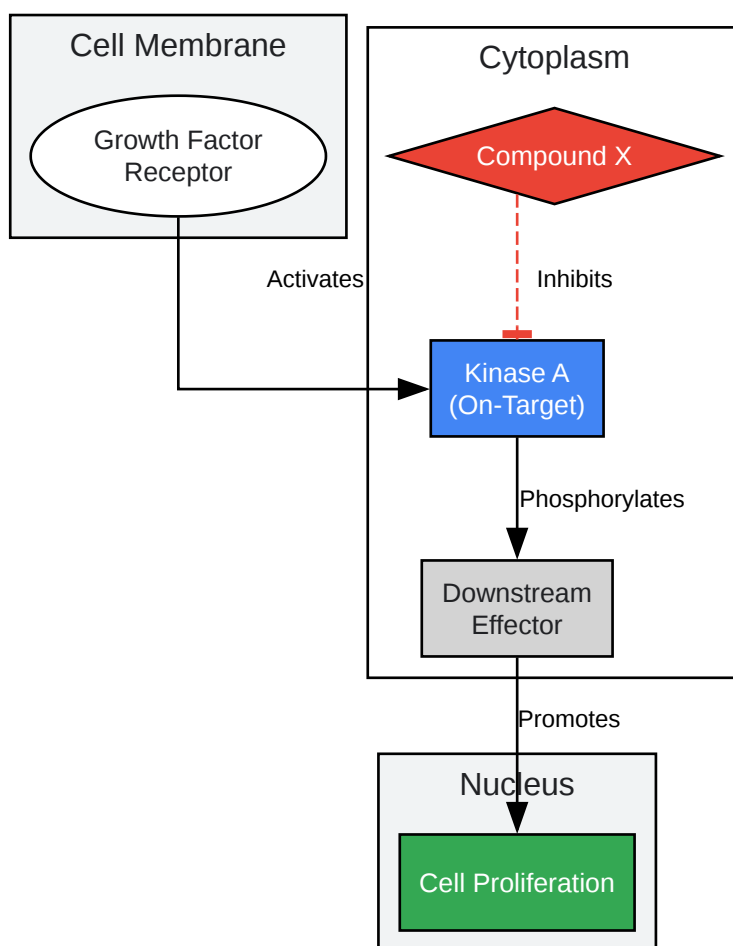 Cell Membrane
Growth Factor
Receptor
Cytoplasm
Compound X
Activates
Inhibits
Kinase A
(On-Target)
Phosphorylates
Downstream
Effector
Promotes
Nucleus
Cell Proliferation